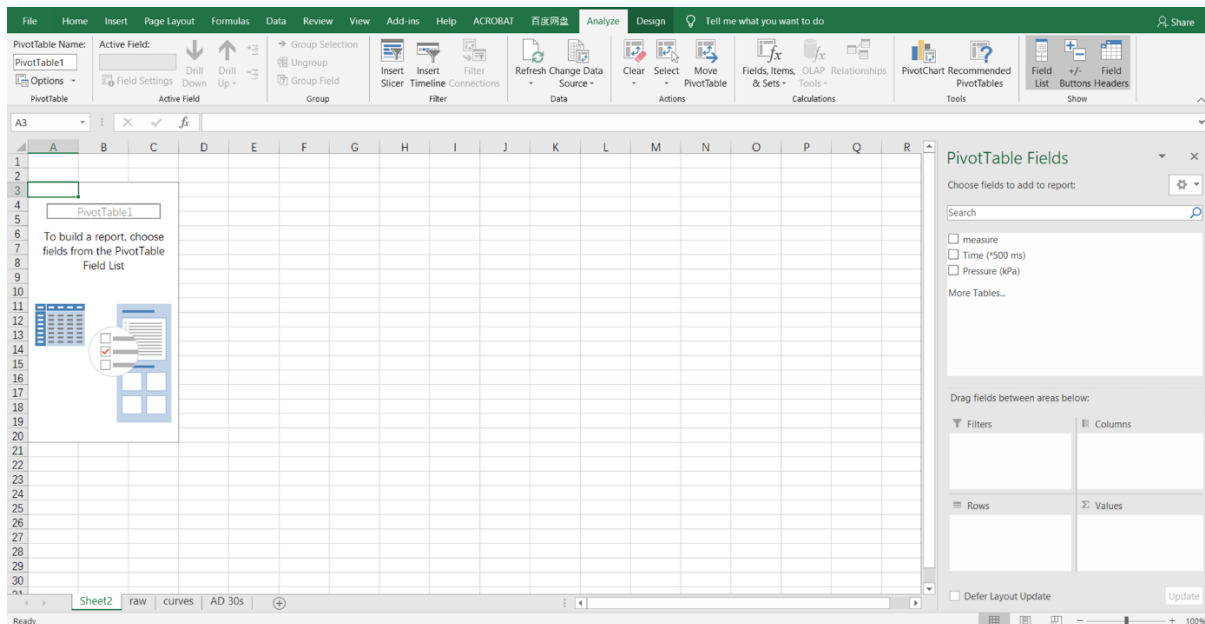 File Home Insert Page Layout Formulas Data Review View Add-ins Help ACROBAT 百度网盘 Analyze Design Tell me what you want to do Share
PivotTable Name:
PivotTable1
Options
PivotTable
Active Field:
Field Settings
Drill Down
Drill Up
Active Field
Group Selection
Ungroup
Group Field
Group
Insert Slicer
Insert Timeline
Filter Connections
Filter
Refresh
Change Data Source
Data
Clear
Select
Move PivotTable
Actions
Fields, Items, & Sets
OLAP Tools
Relationships
Calculations
PivotChart
Recommended PivotTables
Tools
Field List
+/- Buttons
Field Headers
Show
A3
fx
A B C D E F G H I J K L M N O P Q R
1
2
3
4
5
6
7
8
9
10
11
12
13
14
15
16
17
18
19
20
21
22
23
24
25
26
27
28
29
30
PivotTable1
To build a report, choose
fields from the PivotTable
Field List
PivotTable Fields
Choose fields to add to report:
Search
measure
Time (*500 ms)
Pressure (kPa)
More Tables...
Drag fields between areas below:
Filters
Columns
Rows
Σ Values
Defer Layout Update
Update
Sheet2 raw curves AD 30s
Ready
100%